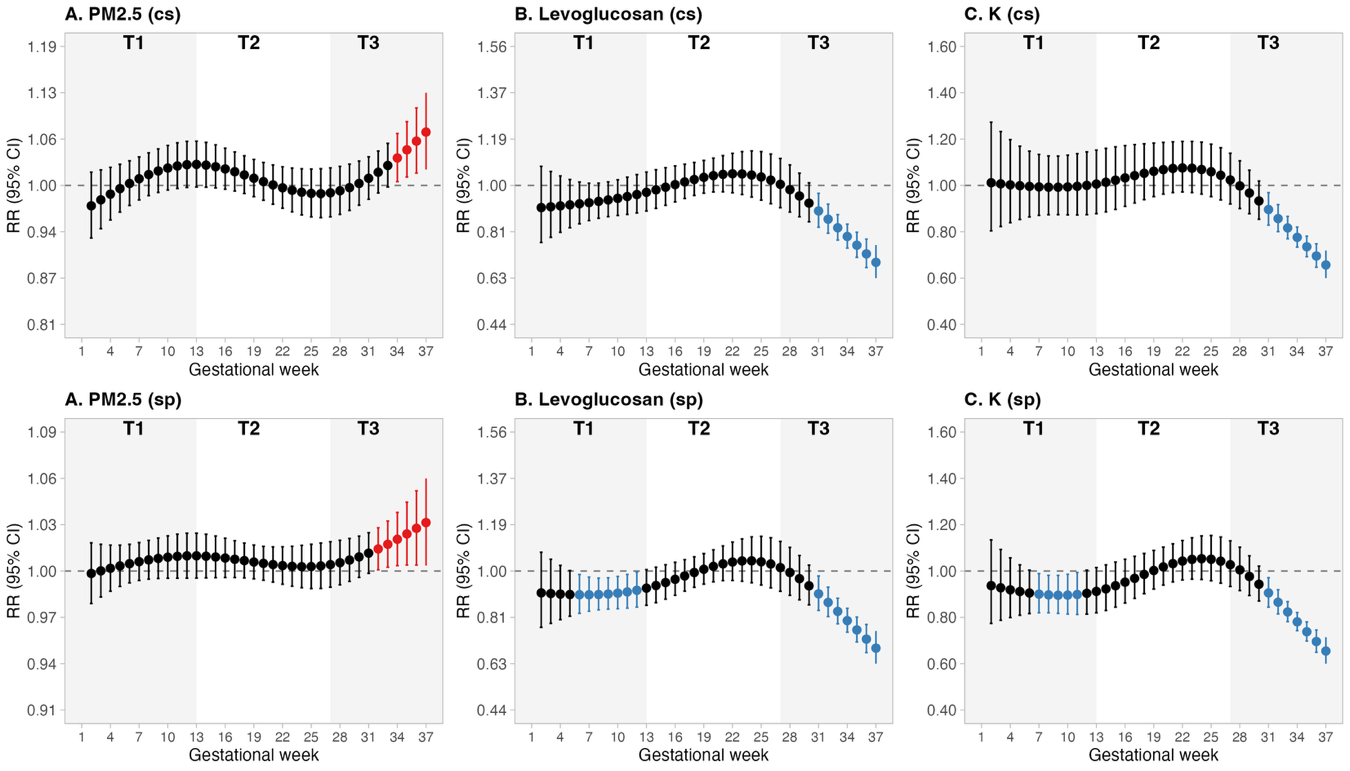 A. PM2.5 (cs)
T1 T2 T3
RR (95% CI)
1.19
1.13
1.06
1.00
0.94
0.87
0.81
1 4 7 10 13 16 19 22 25 28 31 34 37
Gestational week
B. Levoglucosan (cs)
T1 T2 T3
RR (95% CI)
1.56
1.37
1.19
1.00
0.81
0.63
0.44
1 4 7 10 13 16 19 22 25 28 31 34 37
Gestational week
C. K (cs)
T1 T2 T3
RR (95% CI)
1.60
1.40
1.20
1.00
0.80
0.60
0.40
1 4 7 10 13 16 19 22 25 28 31 34 37
Gestational week
A. PM2.5 (sp)
T1 T2 T3
RR (95% CI)
1.09
1.06
1.03
1.00
0.97
0.94
0.91
1 4 7 10 13 16 19 22 25 28 31 34 37
Gestational week
B. Levoglucosan (sp)
T1 T2 T3
RR (95% CI)
1.56
1.37
1.19
1.00
0.81
0.63
0.44
1 4 7 10 13 16 19 22 25 28 31 34 37
Gestational week
C. K (sp)
T1 T2 T3
RR (95% CI)
1.60
1.40
1.20
1.00
0.80
0.60
0.40
1 4 7 10 13 16 19 22 25 28 31 34 37
Gestational week